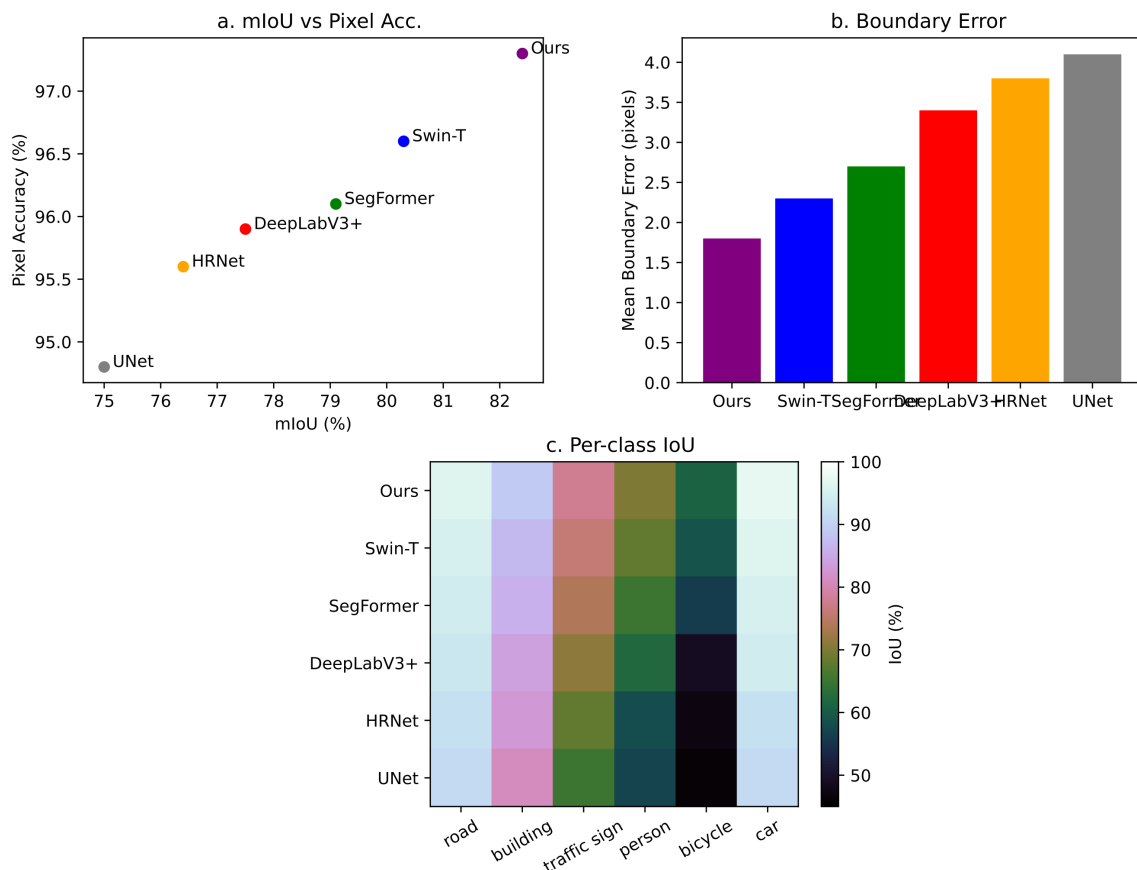 a. mIoU vs Pixel Acc.
Pixel Accuracy (%)
97.0
96.5
96.0
95.5
95.0
Ours
Swin-T
SegFormer
DeepLabV3+
HRNet
UNet
75 76 77 78 79 80 81 82
mIoU (%)
b. Boundary Error
Mean Boundary Error (pixels)
4.0
3.5
3.0
2.5
2.0
1.5
1.0
0.5
0.0
Ours Swin-T SegFormer DeepLabV3+ HRNet UNet
c. Per-class IoU
Ours
Swin-T
SegFormer
DeepLabV3+
HRNet
UNet
road building traffic sign person bicycle car
100
90
80
70
60
50
IoU (%)